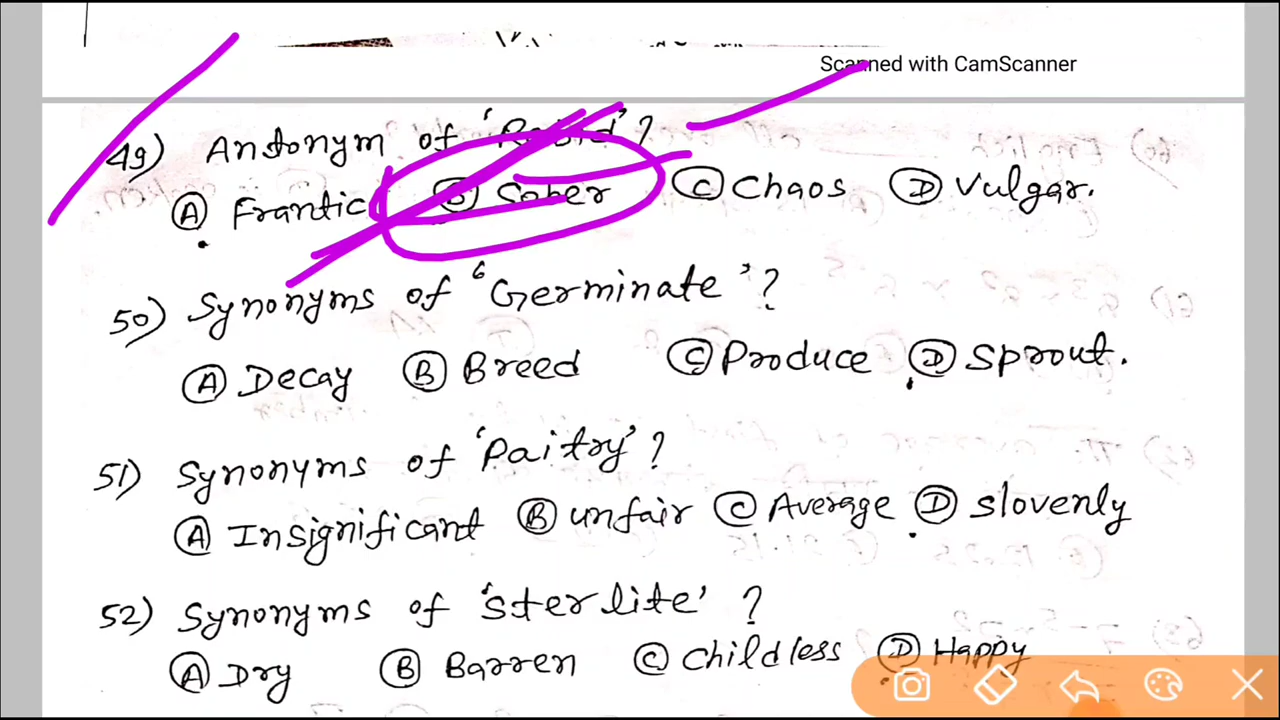 Scanned with CamScanner
49) Antonym of 'Rabid'?
Ⓐ Frantic Ⓑ Sober Ⓒ Chaos Ⓓ Vulgar.
50) Synonyms of 'Germinate'?
Ⓐ Decay Ⓑ Breed Ⓒ Produce Ⓓ Sprout.
51) Synonyms of 'Paitry'?
Ⓐ Insignificant Ⓑ unfair Ⓒ Average Ⓓ slovenly
52) Synonyms of 'sterlite'?
Ⓐ Dry Ⓑ Barren Ⓒ childless Ⓓ Happy